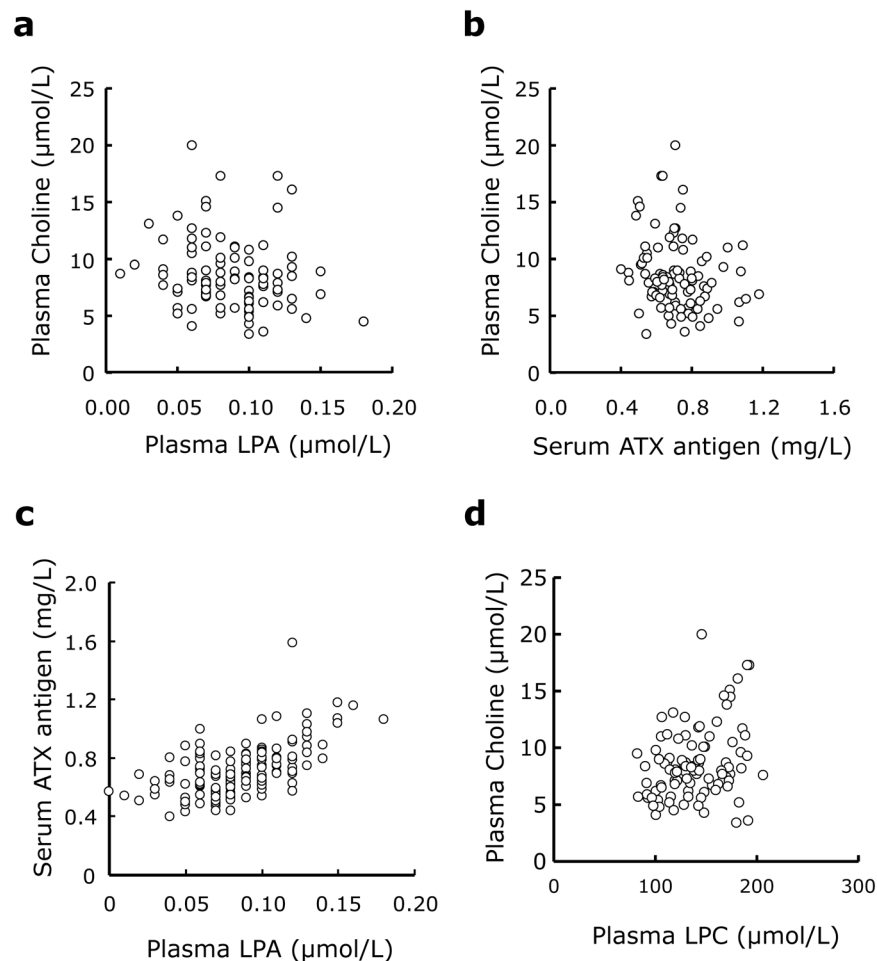 a
Plasma Choline (μmol/L)
25
20
15
10
5
0
0.00 0.05 0.10 0.15 0.20
Plasma LPA (μmol/L)
b
Plasma Choline (μmol/L)
25
20
15
10
5
0
0.0 0.4 0.8 1.2 1.6
Serum ATX antigen (mg/L)
c
Serum ATX antigen (mg/L)
2.0
1.6
1.2
0.8
0.4
0
0 0.05 0.10 0.15 0.20
Plasma LPA (μmol/L)
d
Plasma Choline (μmol/L)
25
20
15
10
5
0
0 100 200 300
Plasma LPC (μmol/L)